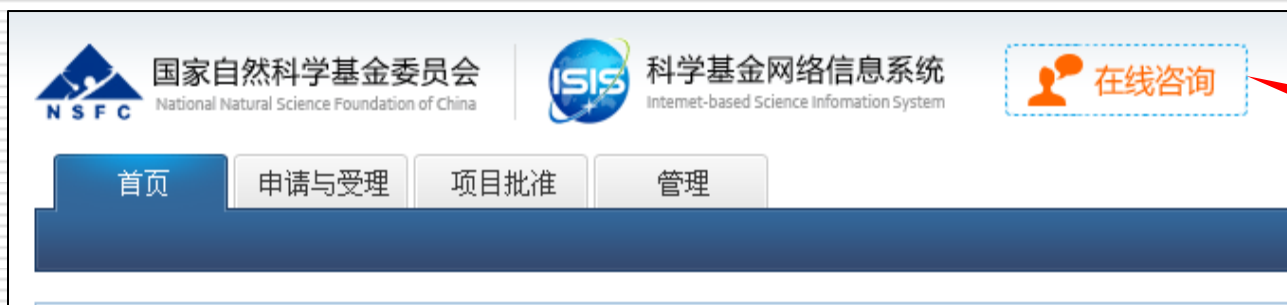 国家自然科学基金委员会
National Natural Science Foundation of China
NSFC
ISIS
科学基金网络信息系统
Internet-based Science Infomation System
在线咨询
首页
申请与受理
项目批准
管理